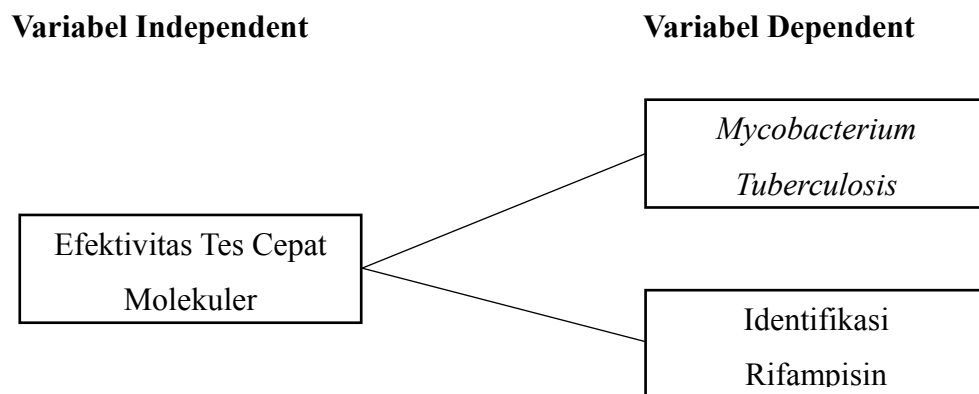 Variabel Independent
Variabel Dependent
Mycobacterium
Tuberculosis
Efektivitas Tes Cepat
Molekuler
Identifikasi
Rifampisin